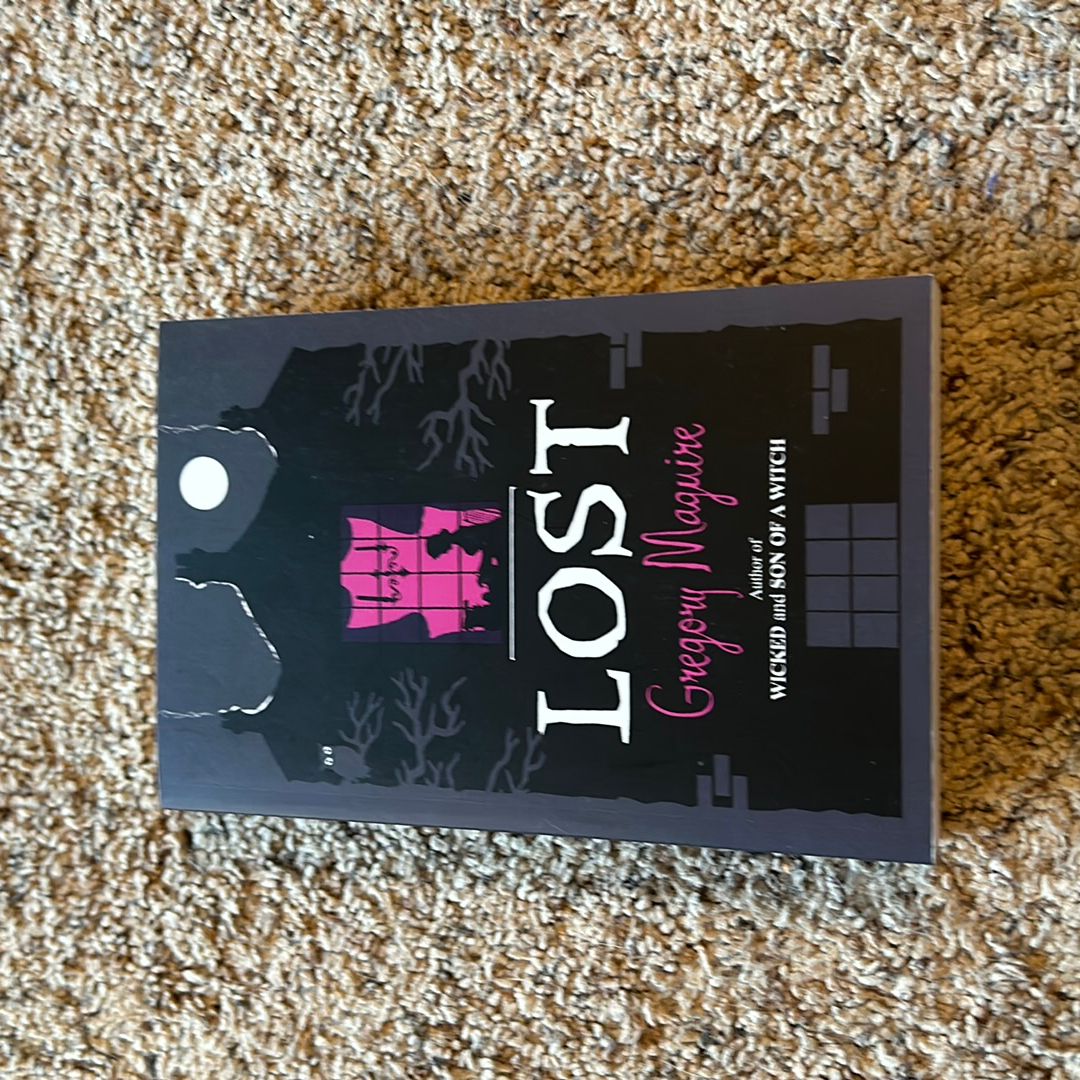 LOST
Gregory Maguire
Author of
WICKED and SON OF A WITCH